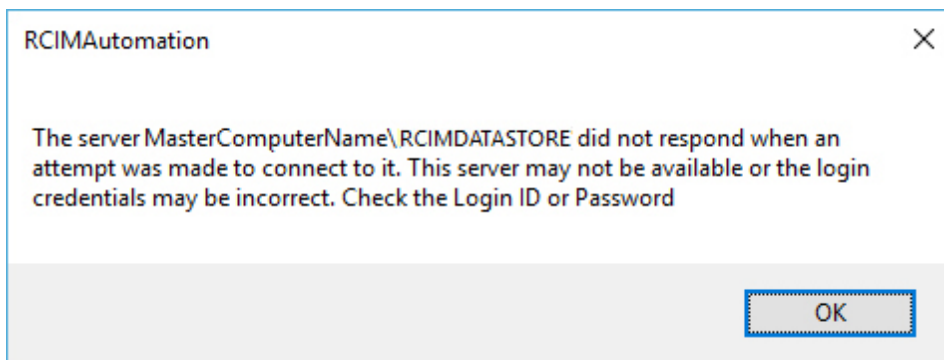 RCIMAutomation
The server MasterComputerName\RCIMDATASTORE did not respond when an
attempt was made to connect to it. This server may not be available or the login
credentials may be incorrect. Check the Login ID or Password
OK